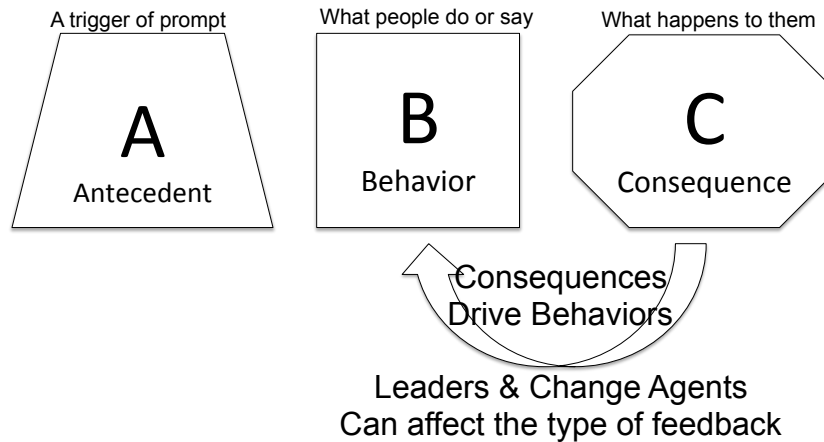 A trigger of prompt
What people do or say
What happens to them
A
Antecedent
B
Behavior
C
Consequence
Consequences
Drive Behaviors
Leaders & Change Agents
Can affect the type of feedback